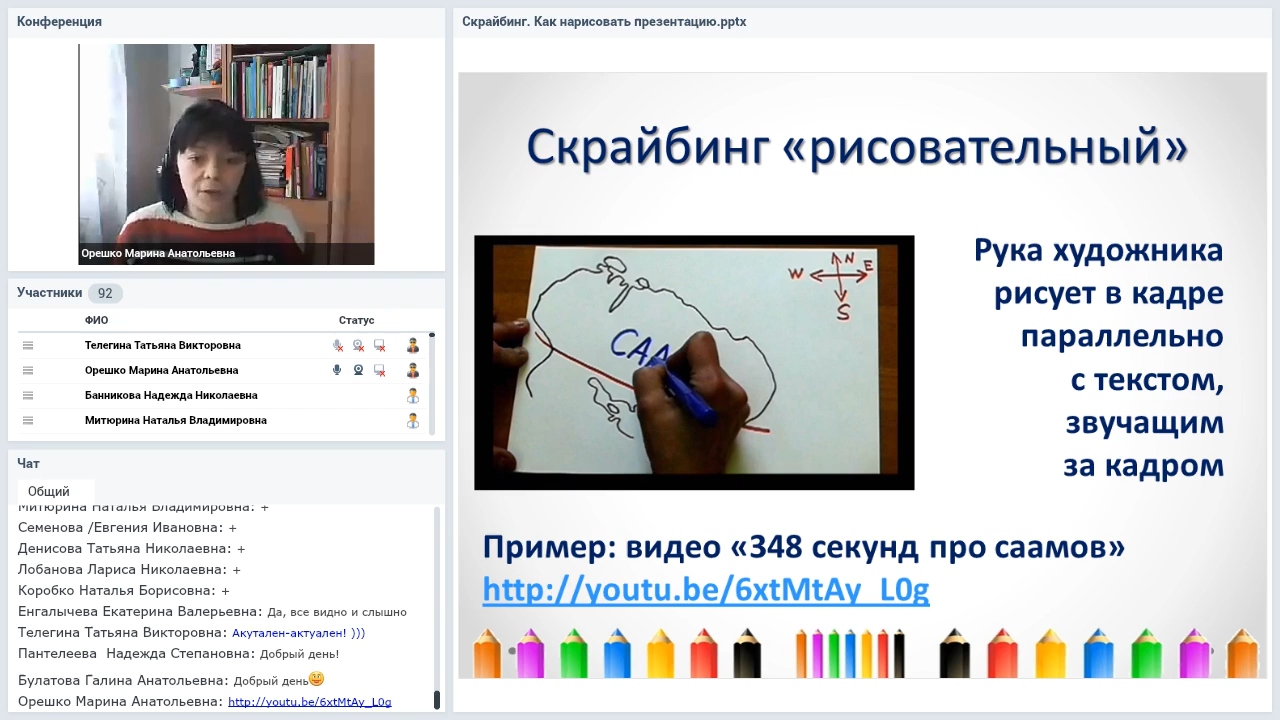 Конференция
Орешко Марина Анатольевна
Участники 92
ФИО Статус
Телегина Татьяна Викторовна
Орешко Марина Анатольевна
Банникова Надежда Николаевна
Митюрина Наталья Владимировна
Чат
Общий
Митюрина Наталья Владимировна: +
Семенова /Евгения Ивановна: +
Денисова Татьяна Николаевна: +
Лобанова Лариса Николаевна: +
Коробко Наталья Борисовна: +
Енгалычева Екатерина Валерьевна: Да, все видно и слышно
Телегина Татьяна Викторовна: Акутален-актуален! )))
Пантелеева Надежда Степановна: Добрый день!
Булатова Галина Анатольевна: Добрый день
Орешко Марина Анатольевна: http://youtu.be/6xtMtAy_L0g
Скрайбинг. Как нарисовать презентацию.pptx
Скрайбинг «рисовательный»
N
W E
S
СAA
Рука художника
рисует в кадре
параллельно
с текстом,
звучащим
за кадром
Пример: видео «348 секунд про саамов»
http://youtu.be/6xtMtAy_L0g